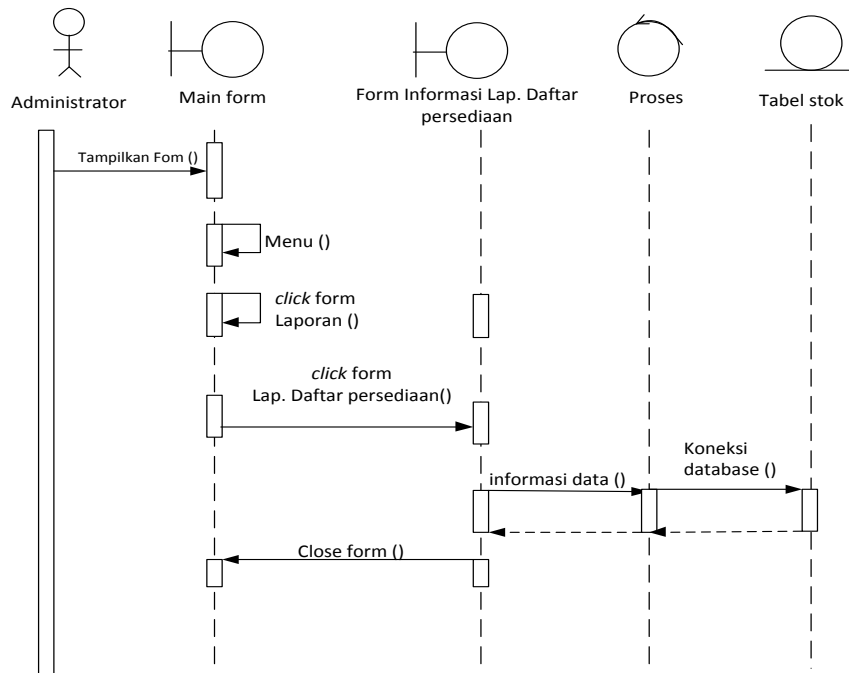 Administrator
Main form
Form Informasi Lap. Daftar
persediaan
Proses
Tabel stok
Tampilkan Fom ()
Menu ()
click form
Laporan ()
click form
Lap. Daftar persediaan()
informasi data ()
Koneksi
database ()
Close form ()